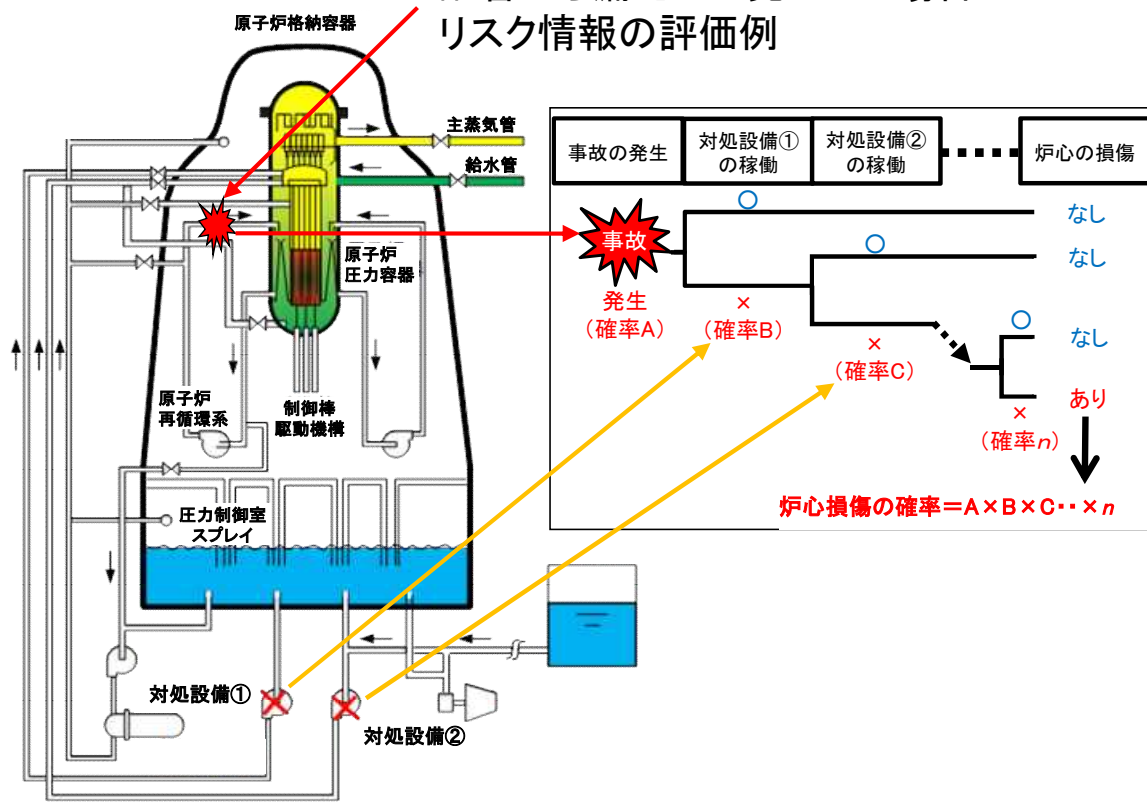 リスク情報の評価例
原子炉格納容器
主蒸気管
給水管
原子炉
圧力容器
原子炉
再循環系
制御棒
駆動機構
圧力制御室
スプレイ
対処設備①
対処設備②
事故の発生
対処設備①
の稼働
対処設備②
の稼働
炉心の損傷
事故
発生
(確率A)
○
×
(確率B)
○
×
(確率C)
○
×
(確率n)
なし
なし
なし
あり
炉心損傷の確率=A×B×C‥×n